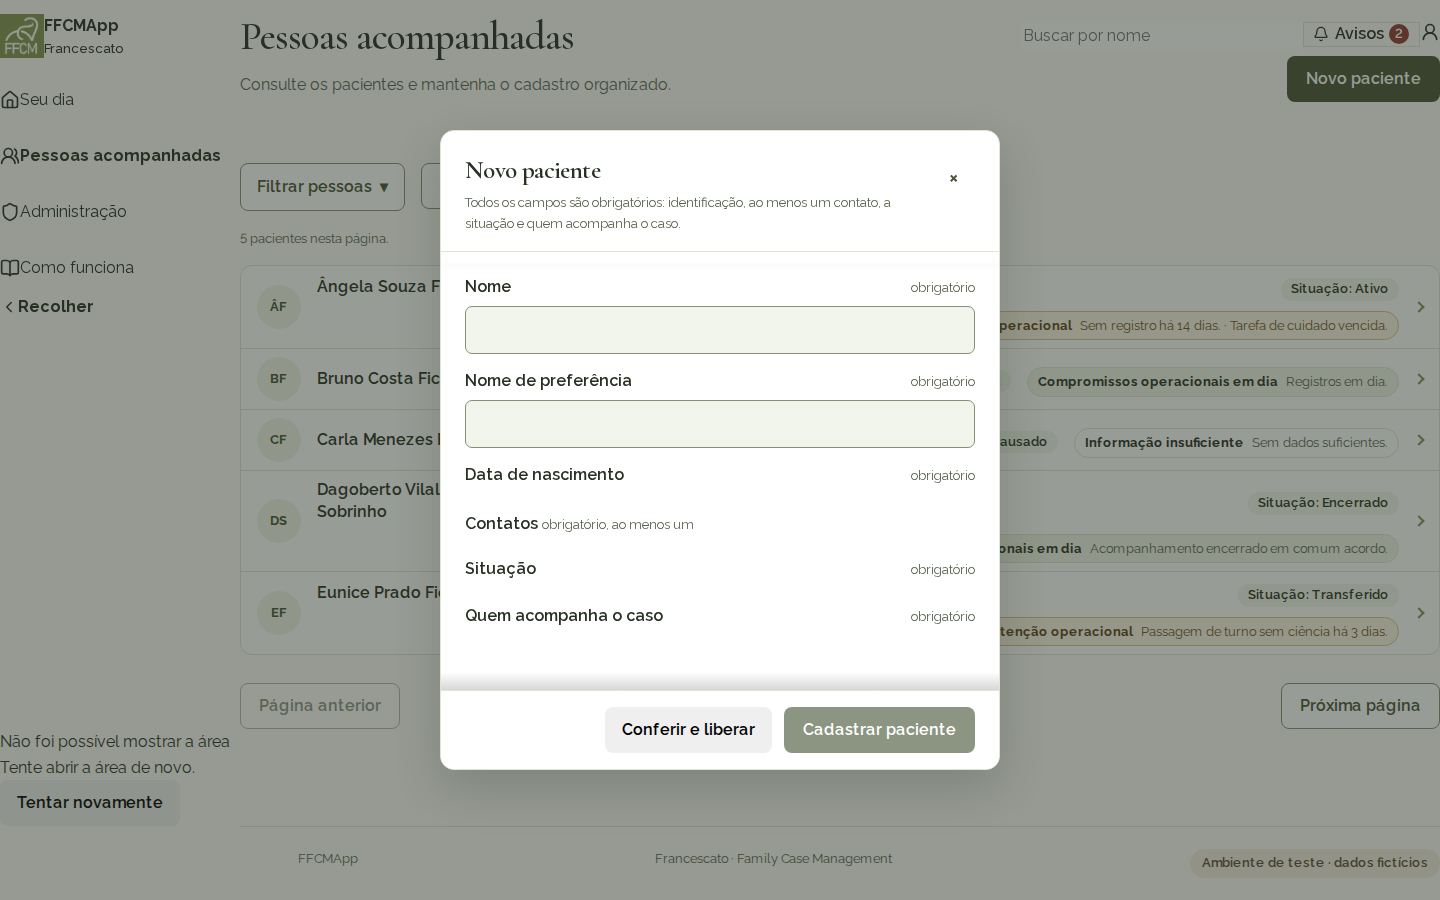 FFCMApp
Francescato
FFCM
Seu dia
Pessoas acompanhadas
Administração
Como funciona
Recolher
Não foi possível mostrar a área
Tente abrir a área de novo.
Tentar novamente
Pessoas acompanhadas
Consulte os pacientes e mantenha o cadastro organizado.
Buscar por nome
Avisos 2
Novo paciente
Filtrar pessoas ▾
5 pacientes nesta página.
ÂF Ângela Souza F
Situação: Ativo
peracional Sem registro há 14 dias. · Tarefa de cuidado vencida.
BF Bruno Costa Fic
Compromissos operacionais em dia Registros em dia.
CF Carla Menezes
ausado Informação insuficiente Sem dados suficientes.
DS Dagoberto Vilal
Sobrinho
Situação: Encerrado
onais em dia Acompanhamento encerrado em comum acordo.
EF Eunice Prado Fi
Situação: Transferido
tenção operacional Passagem de turno sem ciência há 3 dias.
Página anterior
Próxima página
Novo paciente
×
Todos os campos são obrigatórios: identificação, ao menos um contato, a
situação e quem acompanha o caso.
Nome obrigatório
Nome de preferência obrigatório
Data de nascimento obrigatório
Contatos obrigatório, ao menos um
Situação obrigatório
Quem acompanha o caso obrigatório
Conferir e liberar
Cadastrar paciente
FFCMApp
Francescato · Family Case Management
Ambiente de teste · dados fictícios